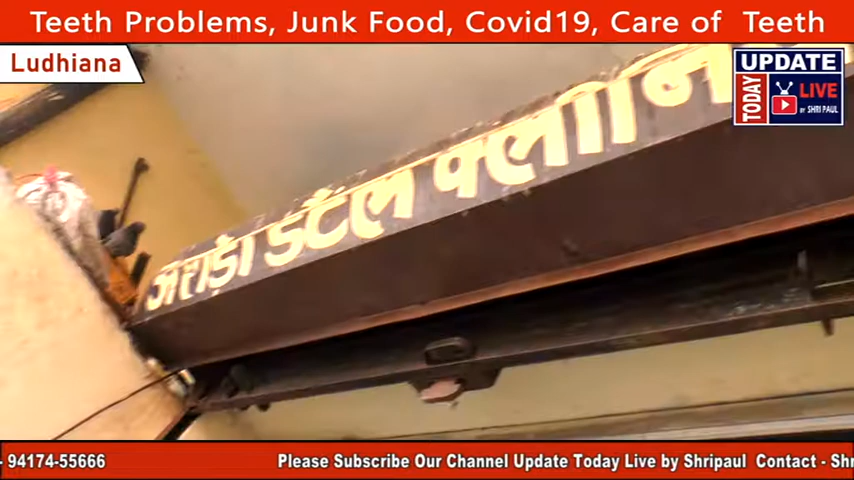 Teeth Problems, Junk Food, Covid19, Care of Teeth
Ludhiana
UPDATE
TODAY
LIVE
BY SHRI PAUL
डैंटल क्लीनि
- 94174-55666
Please Subscribe Our Channel Update Today Live by Shripaul Contact - Shr